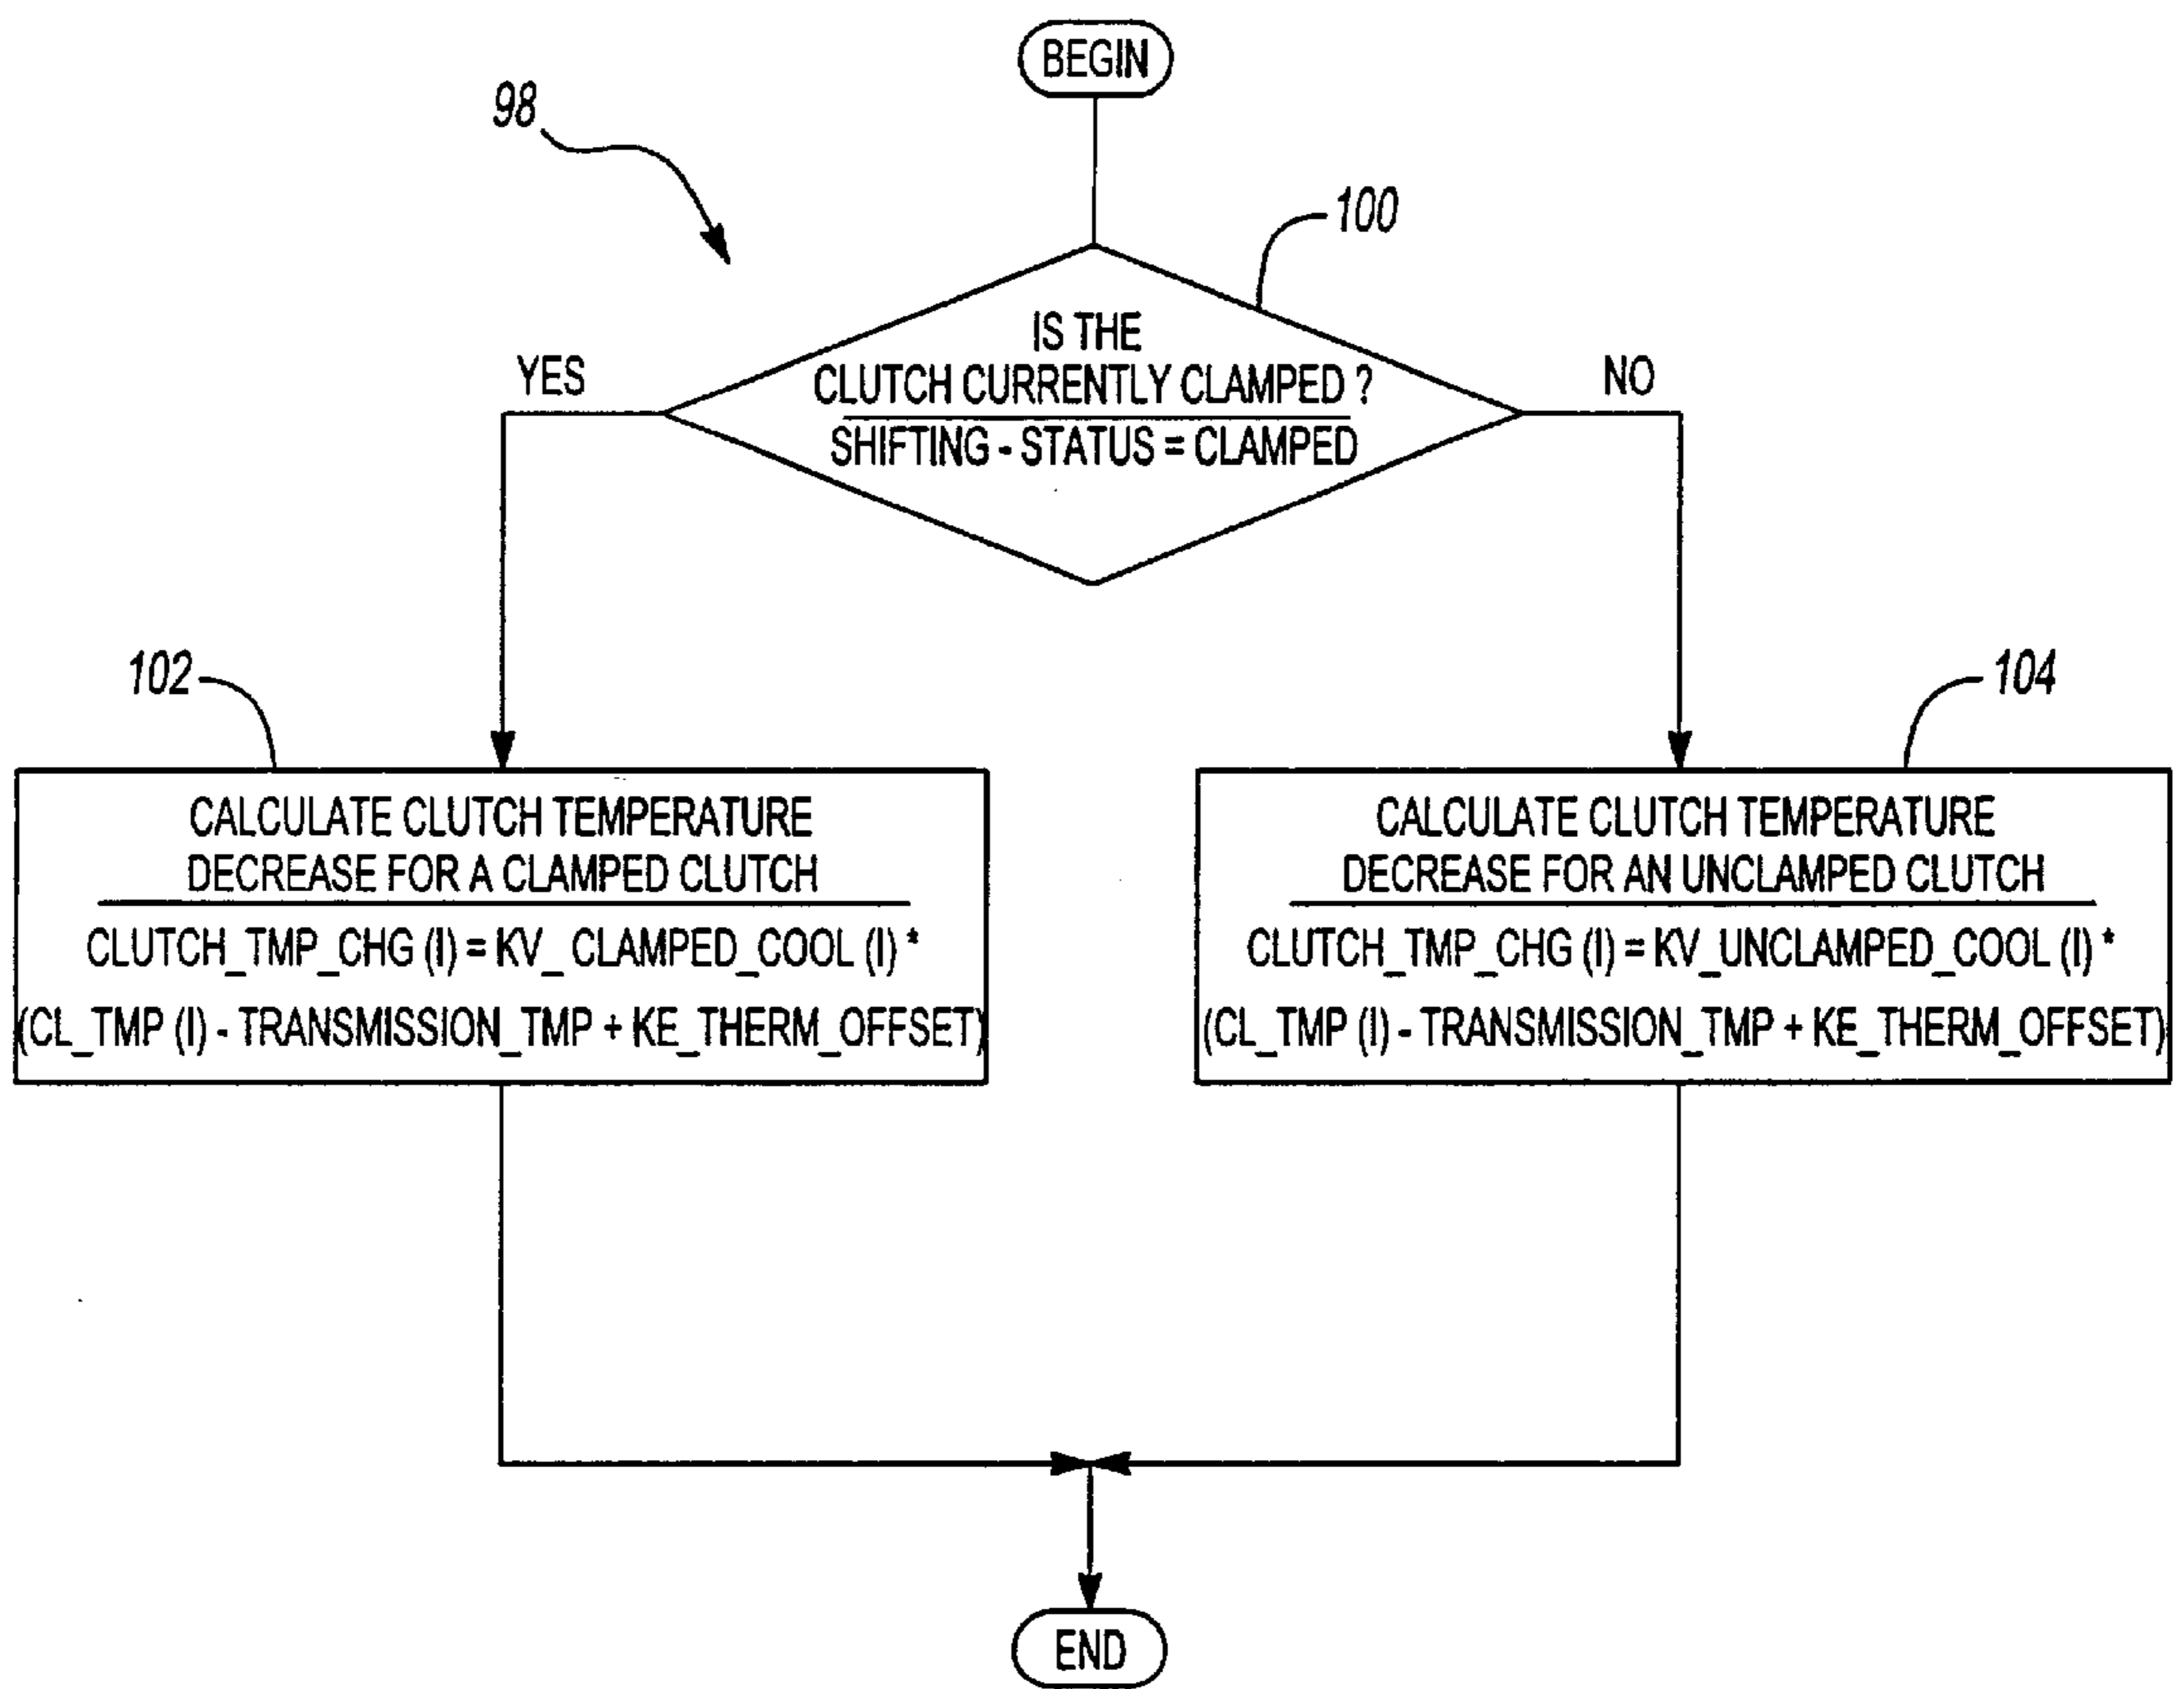 BEGIN
98
100
IS THE
CLUTCH CURRENTLY CLAMPED ?
SHIFTING - STATUS = CLAMPED
YES
NO
102
104
CALCULATE CLUTCH TEMPERATURE
DECREASE FOR A CLAMPED CLUTCH
CLUTCH_TMP_CHG (I) = KV_CLAMPED_COOL (I) *
(CL_TMP (I) - TRANSMISSION_TMP + KE_THERM_OFFSET)
CALCULATE CLUTCH TEMPERATURE
DECREASE FOR AN UNCLAMPED CLUTCH
CLUTCH_TMP_CHG (I) = KV_UNCLAMPED_COOL (I) *
(CL_TMP (I) - TRANSMISSION_TMP + KE_THERM_OFFSET)
END